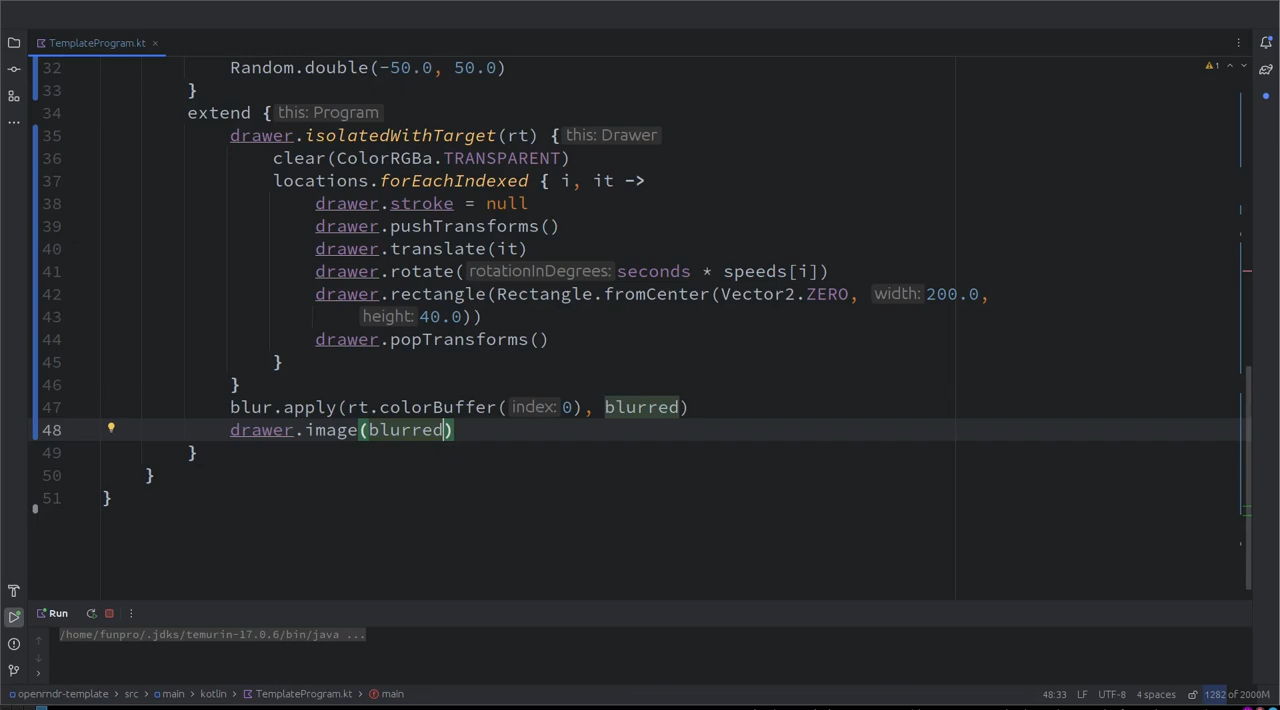 TemplateProgram.kt
1
32 Random.double(-50.0, 50.0)
33 }
34 extend { this: Program
35 drawer.isolatedWithTarget(rt) { this: Drawer
36 clear(ColorRGBa.TRANSPARENT)
37 locations.forEachIndexed { i, it ->
38 drawer.stroke = null
39 drawer.pushTransforms()
40 drawer.translate(it)
41 drawer.rotate( rotationInDegrees: seconds * speeds[i])
42 drawer.rectangle(Rectangle.fromCenter(Vector2.ZERO, width: 200.0,
43 height: 40.0))
44 drawer.popTransforms()
45 }
46 }
47 blur.apply(rt.colorBuffer( index: 0), blurred)
48 drawer.image(blurred)
49 }
50 }
51 }
Run
/home/funpro/.jdks/temurin-17.0.6/bin/java ...
openrndr-template > src > main > kotlin > TemplateProgram.kt > main 48:33 LF UTF-8 4 spaces 1282 of 2000M